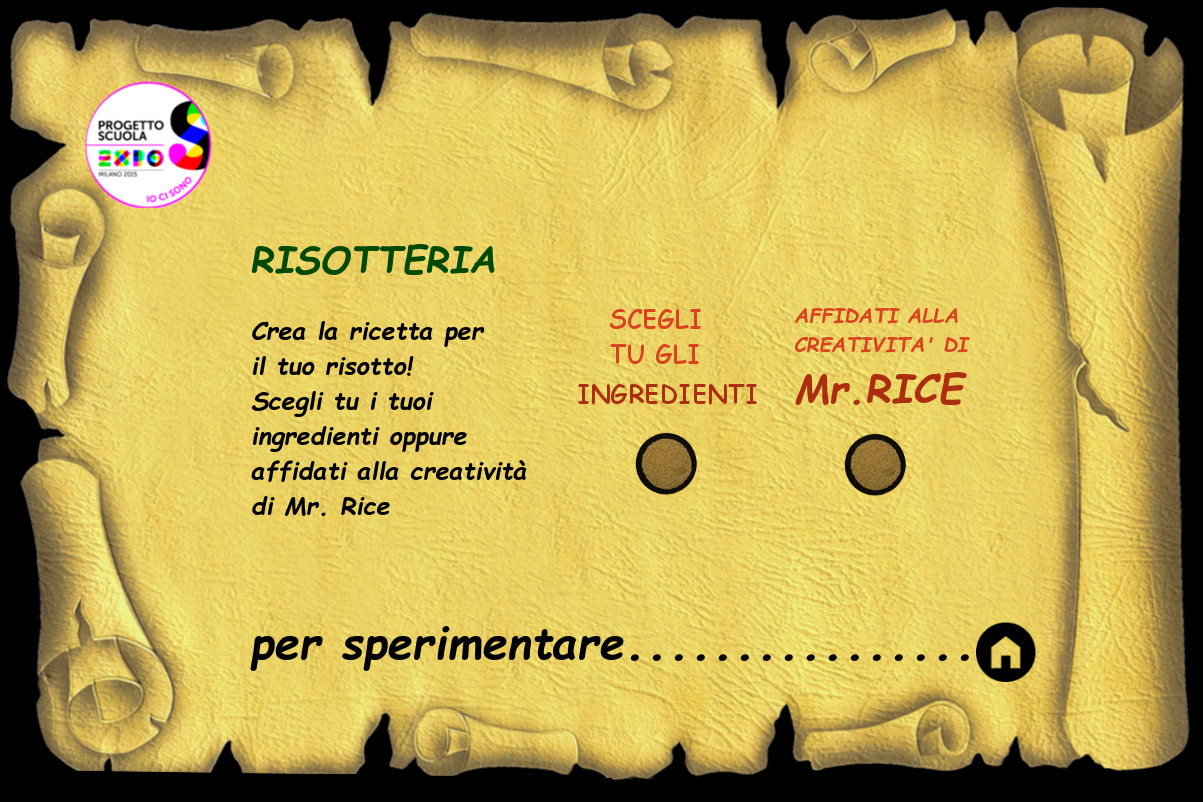 PROGETTO
SCUOLA
EXPO
MILANO 2015
IO CI SONO
RISOTTERIA
Crea la ricetta per
il tuo risotto!
Scegli tu i tuoi
ingredienti oppure
affidati alla creatività
di Mr. Rice
SCEGLI
TU GLI
INGREDIENTI
AFFIDATI ALLA
CREATIVITA' DI
Mr.RICE
per sperimentare................